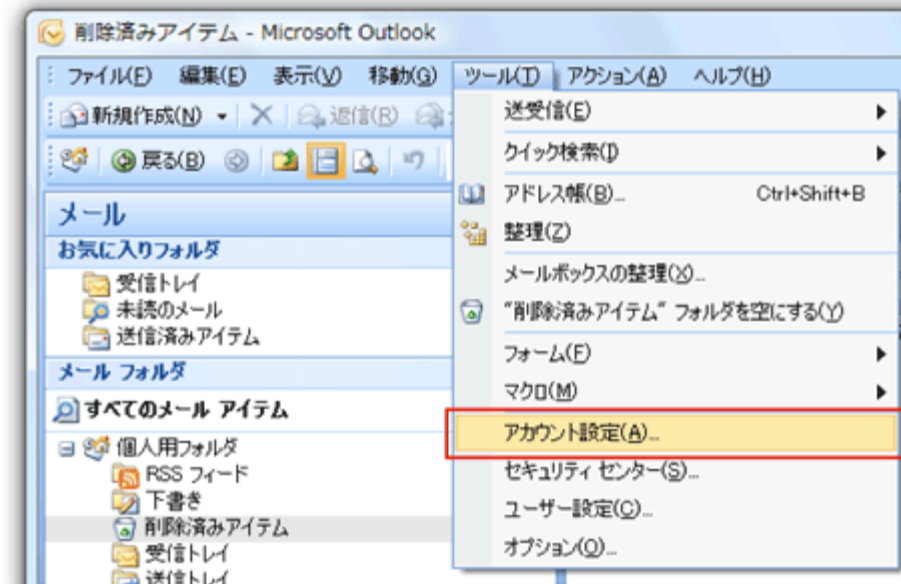 削除済みアイテム - Microsoft Outlook
ファイル(F) 編集(E) 表示(V) 移動(G) ツール(T) アクション(A) ヘルプ(H)
新規作成(N) 返信(R)
戻る(B)
メール
お気に入りフォルダ
受信トレイ
未読のメール
送信済みアイテム
メール フォルダ
すべてのメール アイテム
個人用フォルダ
RSS フィード
下書き
削除済みアイテム
受信トレイ
送信トレイ
送受信(E)
クイック検索(I)
アドレス帳(B)... Ctrl+Shift+B
整理(Z)
メールボックスの整理(X)...
"削除済みアイテム" フォルダを空にする(Y)
フォーム(F)
マクロ(M)
アカウント設定(A)...
セキュリティ センター(S)...
ユーザー設定(C)...
オプション(O)...